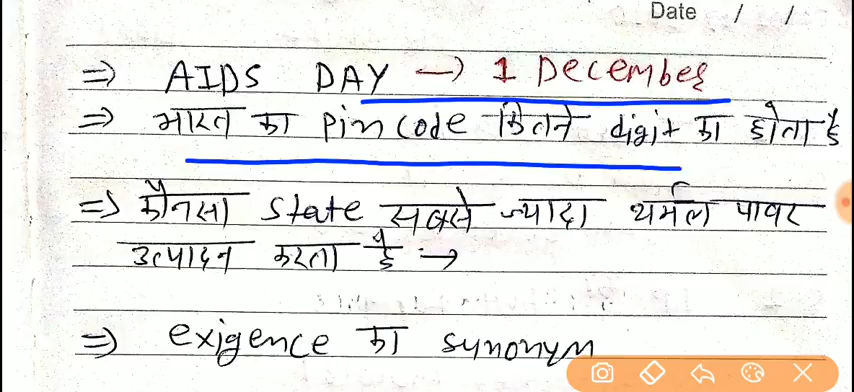 Date / /
=> AIDS DAY —> 1 December
=> भारत का pin code कितने digit का होता है
=> कौनसा state सबसे ज्यादा थर्मल पावर
उत्पादन करता है →
=> exigence का synonym